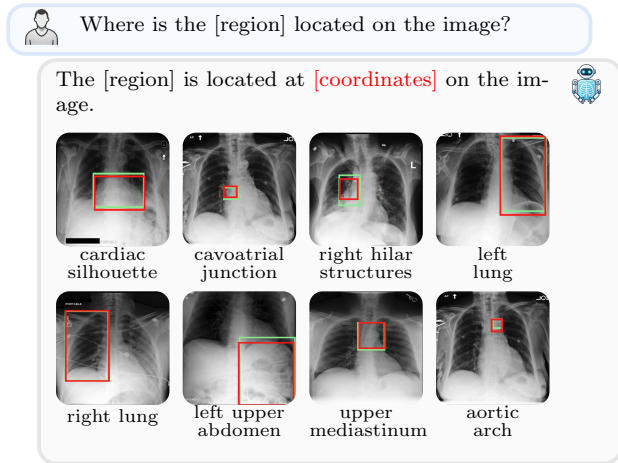 Where is the [region] located on the image?
The [region] is located at [coordinates] on the im-
age.
L
cardiac
silhouette
cavoatrial
junction
right hilar
structures
left
lung
PORTABLE
right lung
left upper
abdomen
upper
mediastinum
aortic
arch